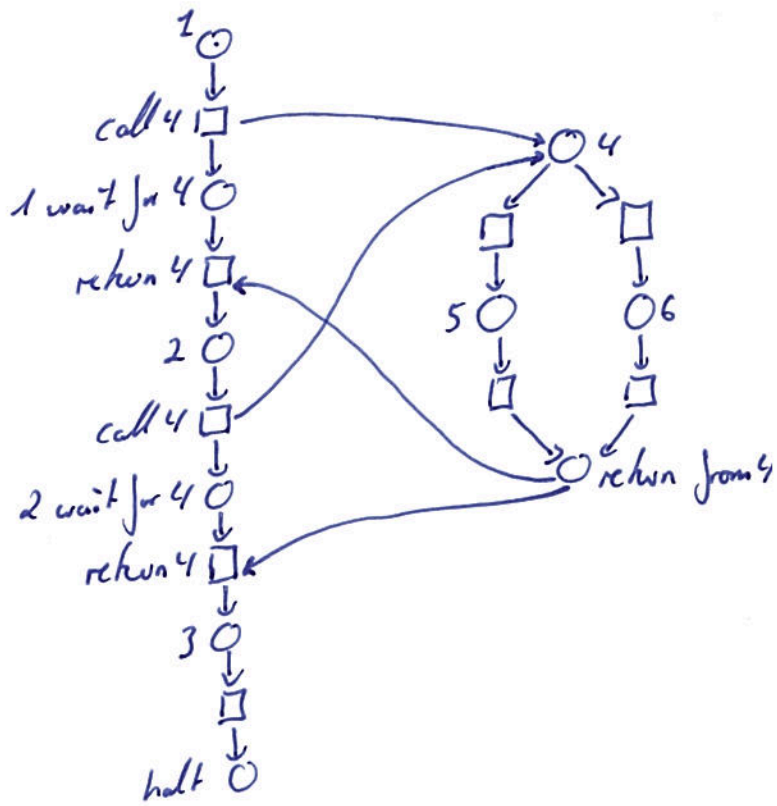 1
call 4
1 wait for 4
return 4
2
call 4
2 wait for 4
return 4
3
halt
4
5
6
return from 4